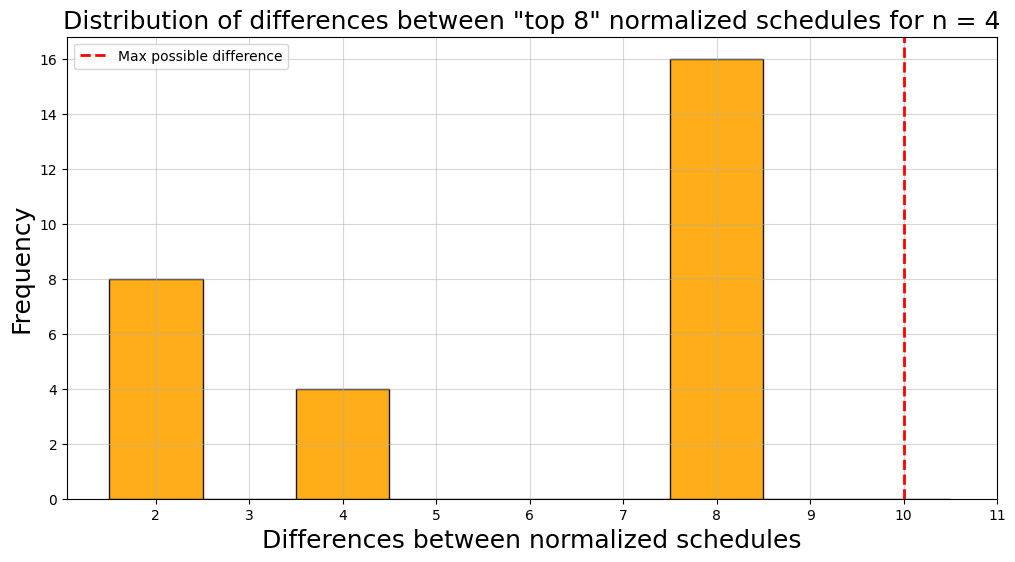 Distribution of differences between "top 8" normalized schedules for n = 4
Max possible difference
Frequency
16
14
12
10
8
6
4
2
0
2 3 4 5 6 7 8 9 10 11
Differences between normalized schedules